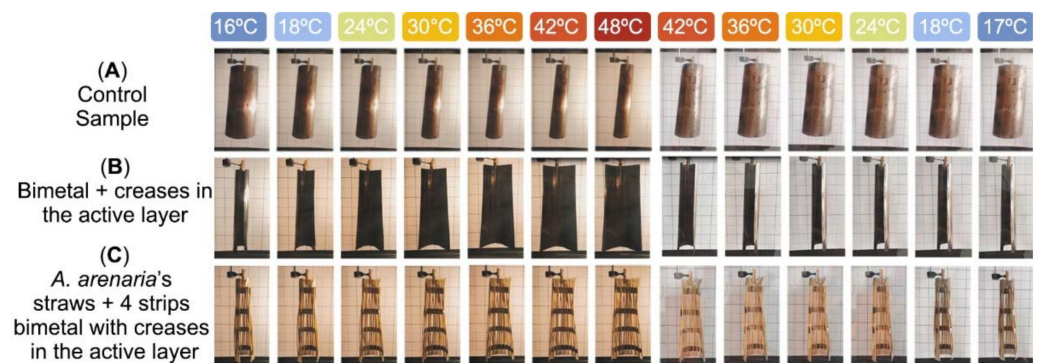 16ºC 18ºC 24ºC 30°C 36ºC 42ºC 48ºC 42ºC 36ºC 30ºC 24ºC 18ºC 17ºC
(A)
Control
Sample
(B)
Bimetal + creases in
the active layer
(C)
A. arenaria's
straws + 4 strips
bimetal with creases
in the active layer